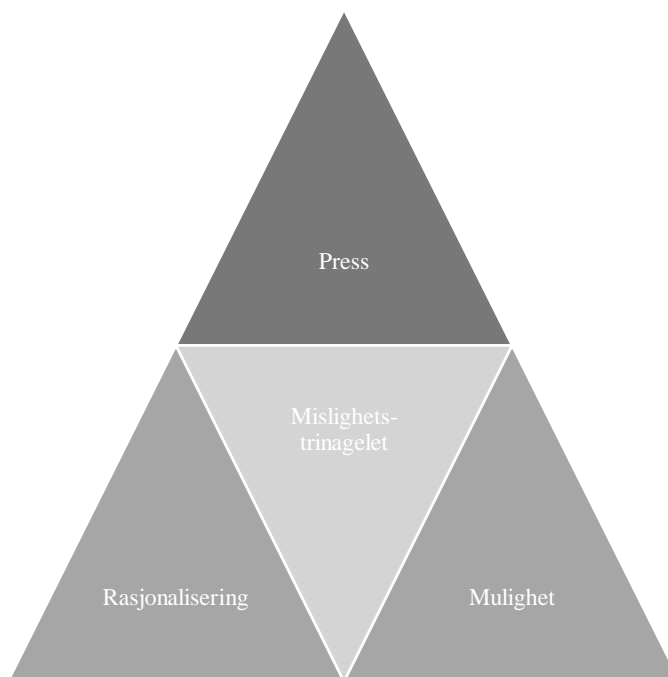 Press
Mislighets-
trinagelet
Rasjonalisering
Mulighet